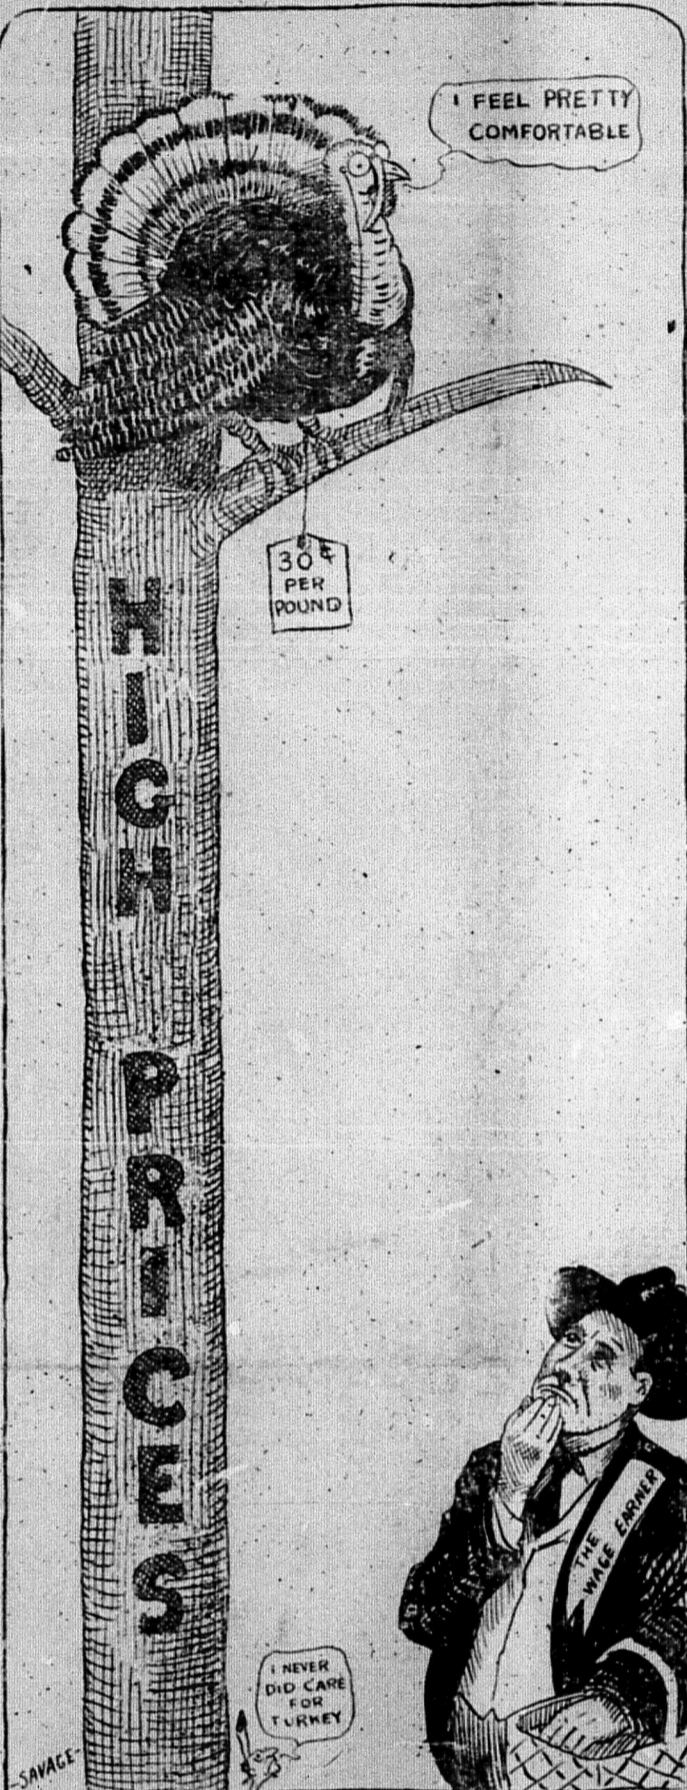 I FEEL PRETTY
COMFORTABLE
30¢
PER
POUND
HIGH
PRICES
THE
WAGE EARNER
I NEVER
DID CARE
FOR
TURKEY
-SAVAGE-